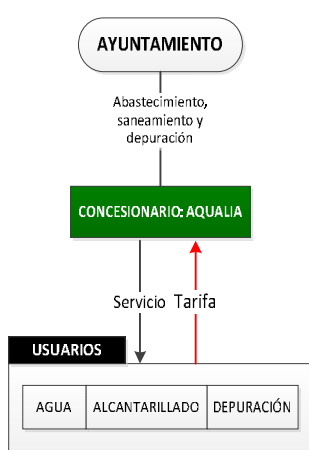 AYUNTAMIENTO
Abastecimiento,
saneamiento y
depuración
CONCESIONARIO: AQUALIA
Servicio Tarifa
USUARIOS
AGUA ALCANTARILLADO DEPURACIÓN